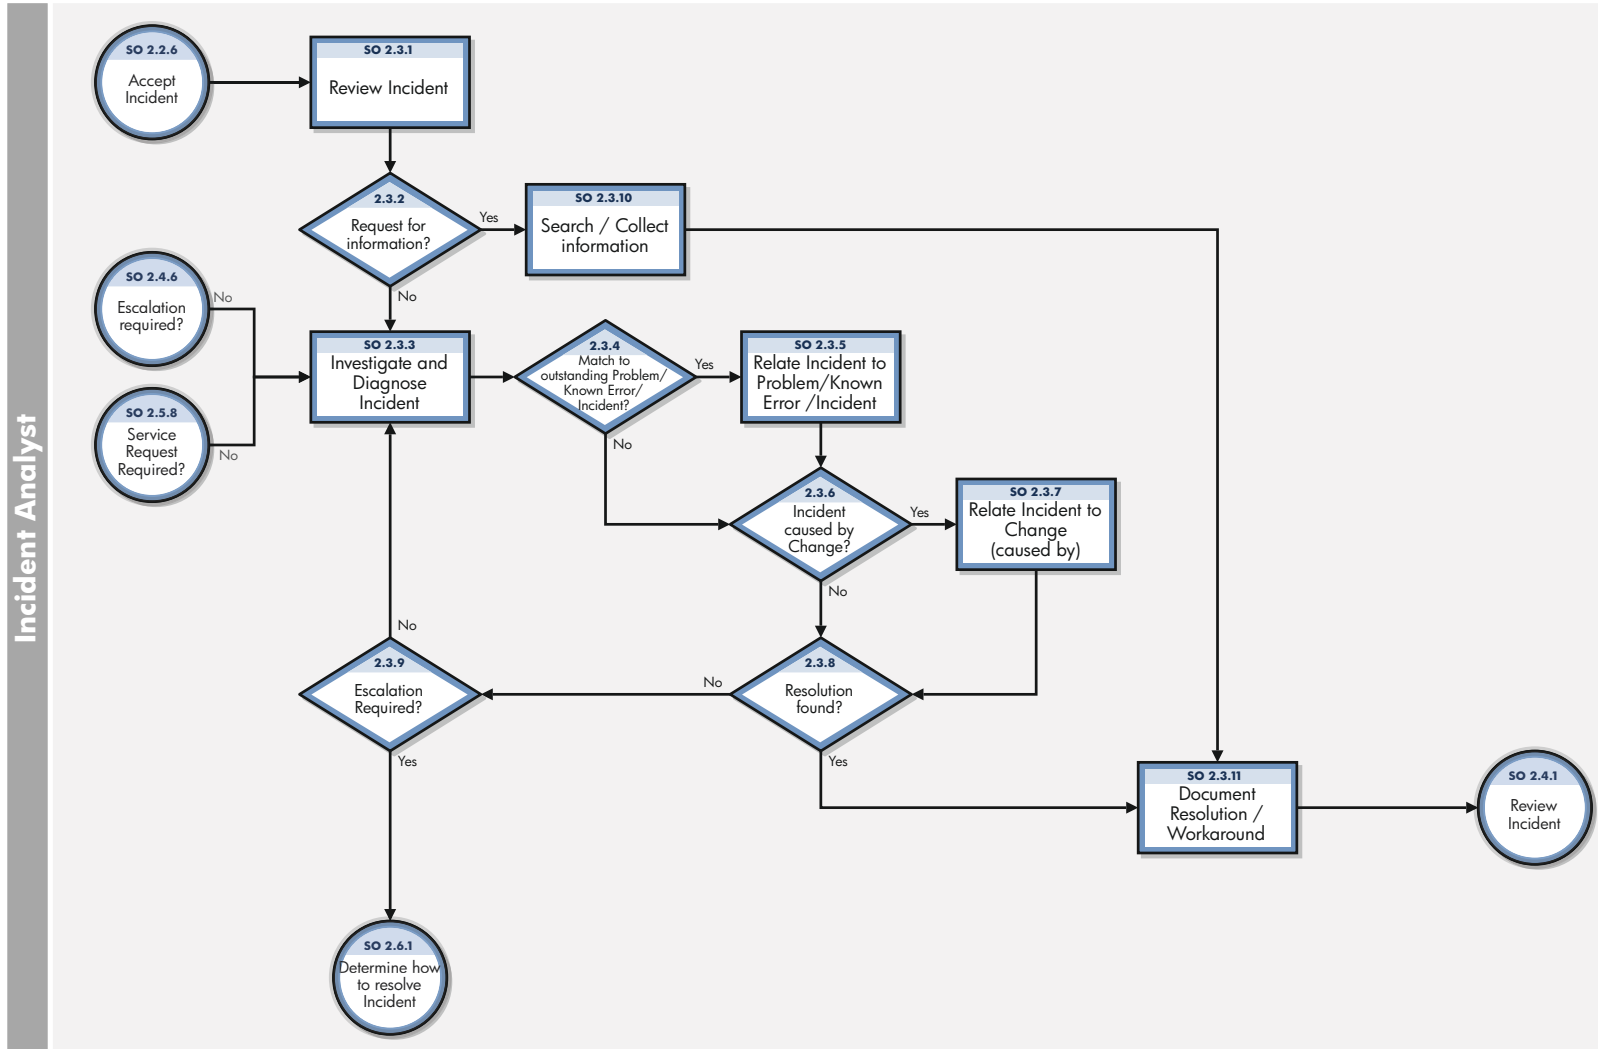 Incident Analyst
SO 2.2.6
Accept
Incident
SO 2.3.1
Review Incident
2.3.2
Request for
information?
Yes
No
SO 2.3.10
Search / Collect
information
SO 2.4.6
Escalation
required?
No
SO 2.5.8
Service
Request
Required?
No
SO 2.3.3
Investigate and
Diagnose
Incident
2.3.4
Match to
outstanding Problem/
Known Error/
Incident?
Yes
No
SO 2.3.5
Relate Incident to
Problem/Known
Error /Incident
2.3.6
Incident
caused by
Change?
Yes
No
SO 2.3.7
Relate Incident to
Change
(caused by)
2.3.8
Resolution
found?
No
Yes
2.3.9
Escalation
Required?
No
Yes
SO 2.3.11
Document
Resolution /
Workaround
SO 2.4.1
Review
Incident
SO 2.6.1
Determine how
to resolve
Incident